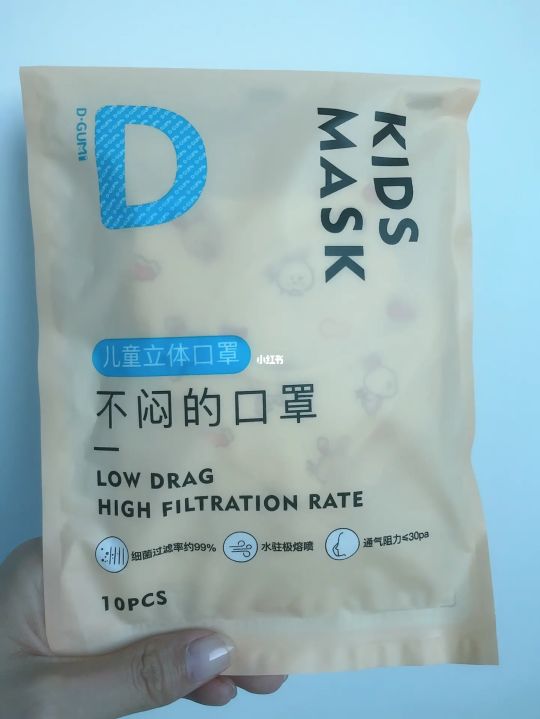 D·GUMi
D
KIDS
MASK
儿童立体口罩
小红书
不闷的口罩
LOW DRAG
HIGH FILTRATION RATE
细菌过滤率约99%
水驻极熔喷
通气阻力≤30pa
10PCS